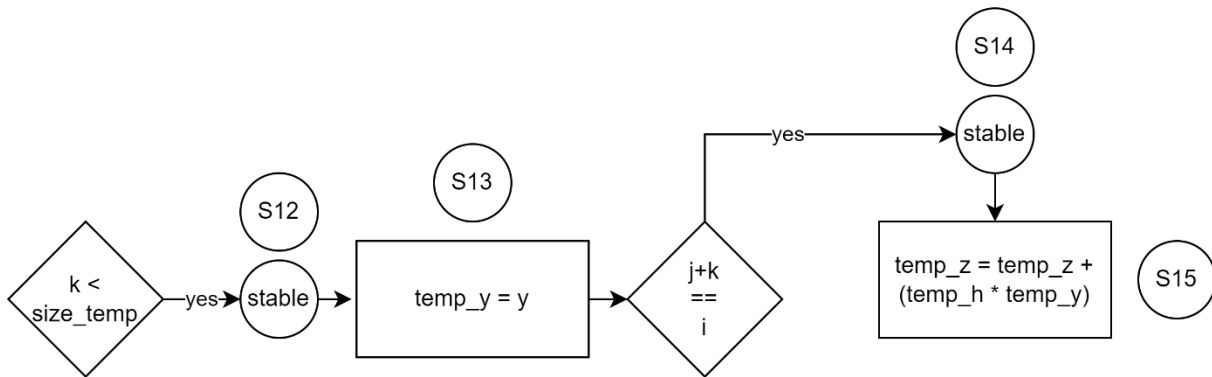 S14
yes
stable
S13
S12
k <
size_temp
yes
stable
temp_y = y
j+k
==
i
temp_z = temp_z +
(temp_h * temp_y)
S15